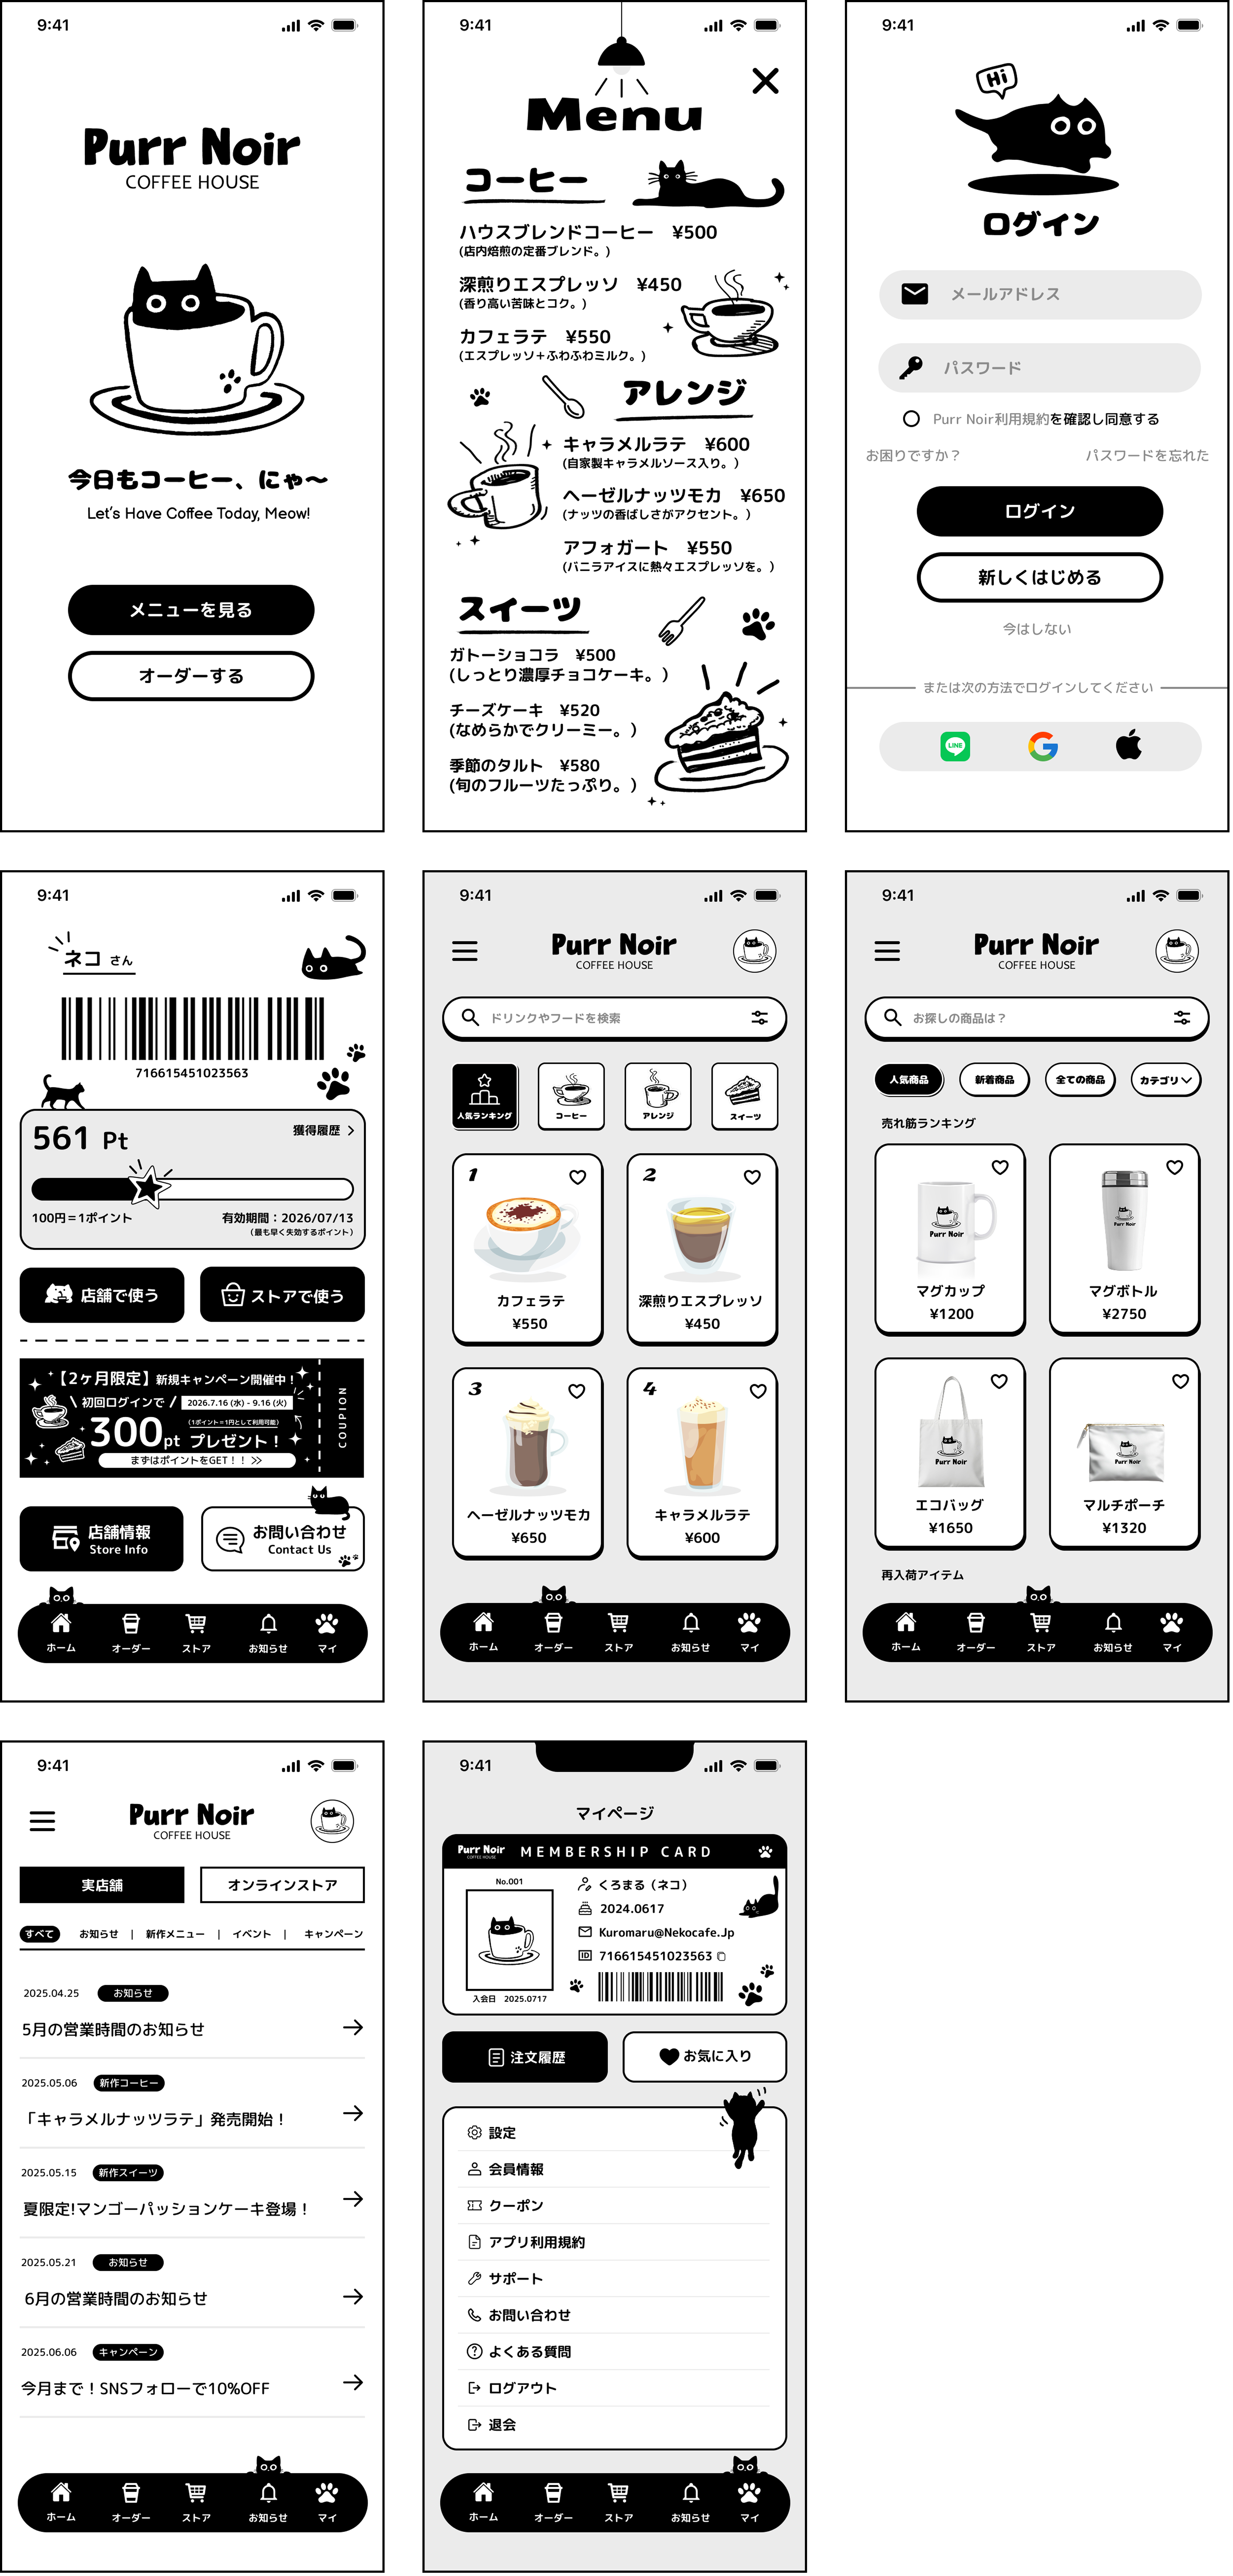 9:41
Purr Noir
COFFEE HOUSE
今日もコーヒー、にゃ〜
Let's Have Coffee Today, Meow!
メニューを見る
オーダーする
9:41
Menu
コーヒー
ハウスブレンドコーヒー ¥500
(店内焙煎の定番ブレンド。)
深煎りエスプレッソ ¥450
(香り高い苦味とコク。)
カフェラテ ¥550
(エスプレッソ+ふわふわミルク。)
アレンジ
キャラメルラテ ¥600
(自家製キャラメルソース入り。)
ヘーゼルナッツモカ ¥650
(ナッツの香ばしさがアクセント。)
アフォガート ¥550
(バニラアイスに熱々エスプレッソを。)
スイーツ
ガトーショコラ ¥500
(しっとり濃厚チョコケーキ。)
チーズケーキ ¥520
(なめらかでクリーミー。)
季節のタルト ¥580
(旬のフルーツたっぷり。)
9:41
Hi
ログイン
メールアドレス
パスワード
Purr Noir利用規約を確認し同意する
お困りですか?
パスワードを忘れた
ログイン
新しくはじめる
今はしない
または次の方法でログインしてください
LINE
9:41
ネコ さん
716615451023563
561 Pt
獲得履歴
100円=1ポイント
有効期間:2026/07/13
(最も早く失効するポイント)
店舗で使う
ストアで使う
【2ヶ月限定】新規キャンペーン開催中!
\ 初回ログインで /
2026.7.16 (水) - 9.16 (火)
300pt プレゼント!
(1ポイント=1円として利用可能)
まずはポイントをGET!! >>
COUPION
店舗情報
Store Info
お問い合わせ
Contact Us
ホーム
オーダー
ストア
お知らせ
マイ
9:41
Purr Noir
COFFEE HOUSE
ドリンクやフードを検索
人気ランキング
コーヒー
アレンジ
スイーツ
1
カフェラテ
¥550
2
深煎りエスプレッソ
¥450
3
ヘーゼルナッツモカ
¥650
4
キャラメルラテ
¥600
ホーム
オーダー
ストア
お知らせ
マイ
9:41
Purr Noir
COFFEE HOUSE
お探しの商品は?
人気商品
新着商品
全ての商品
カテゴリ
売れ筋ランキング
Purr Noir
マグカップ
¥1200
Purr Noir
マグボトル
¥2750
Purr Noir
エコバッグ
¥1650
Purr Noir
マルチポーチ
¥1320
再入荷アイテム
ホーム
オーダー
ストア
お知らせ
マイ
9:41
Purr Noir
COFFEE HOUSE
実店舗
オンラインストア
すべて
お知らせ | 新作メニュー | イベント | キャンペーン
2025.04.25
お知らせ
5月の営業時間のお知らせ
2025.05.06
新作コーヒー
「キャラメルナッツラテ」発売開始!
2025.05.15
新作スイーツ
夏限定!マンゴーパッションケーキ登場!
2025.05.21
お知らせ
6月の営業時間のお知らせ
2025.06.06
キャンペーン
今月まで!SNSフォローで10%OFF
ホーム
オーダー
ストア
お知らせ
マイ
9:41
マイページ
Purr Noir
COFFEE HOUSE
MEMBERSHIP CARD
No.001
入会日 2025.0717
くろまる(ネコ)
2024.0617
Kuromaru@Nekocafe.Jp
ID 716615451023563
注文履歴
お気に入り
設定
会員情報
クーポン
アプリ利用規約
サポート
お問い合わせ
よくある質問
ログアウト
退会
ホーム
オーダー
ストア
お知らせ
マイ